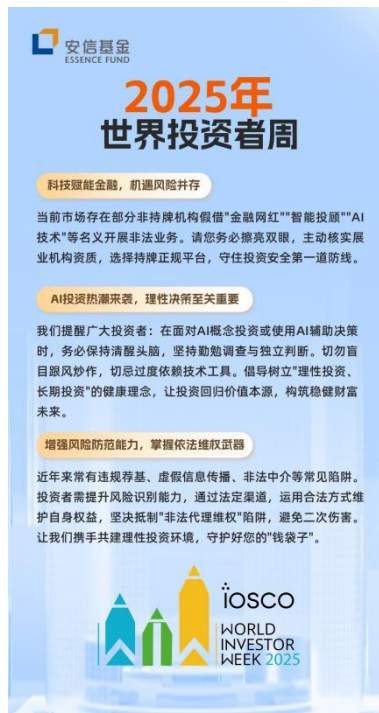 安信基金
ESSENCE FUND
2025年
世界投资者周
科技赋能金融，机遇风险并存
当前市场存在部分非持牌机构假借"金融网红""智能投顾""AI
技术"等名义开展非法业务。请您务必擦亮双眼，主动核实展
业机构资质，选择持牌正规平台，守住投资安全第一道防线。
AI投资热潮来袭，理性决策至关重要
我们提醒广大投资者：在面对AI概念投资或使用AI辅助决策
时，务必保持清醒头脑，坚持勤勉调查与独立判断。切勿盲
目跟风炒作，切忌过度依赖技术工具。倡导树立"理性投资、
长期投资"的健康理念，让投资回归价值本源，构筑稳健财富
未来。
增强风险防范能力，掌握依法维权武器
近年来常有违规荐基、虚假信息传播、非法中介等常见陷阱。
投资者需提升风险识别能力，通过法定渠道，运用合法方式维
护自身权益，坚决抵制"非法代理维权"陷阱，避免二次伤害。
让我们携手共建理性投资环境，守护好您的"钱袋子"。
iOSCO
WORLD
INVESTOR
WEEK 2025